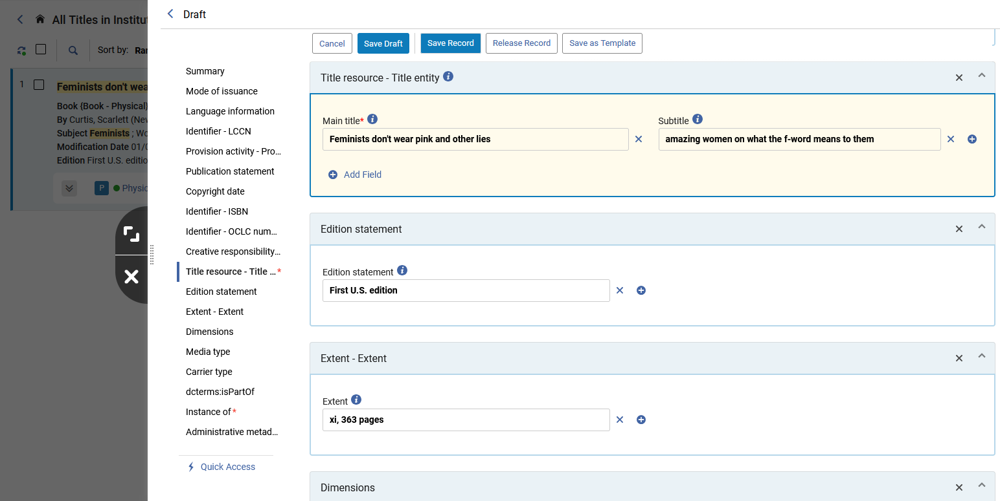 Draft
All Titles in Institu
Sort by: Ran
1
Feminists don't wea
Book {Book - Physical}
By Curtis, Scarlett (New
Subject Feminists ; Wo
Modification Date 01/0
Edition First U.S. editio
P Physic
Cancel Save Draft Save Record Release Record Save as Template
Summary
Mode of issuance
Language information
Identifier - LCCN
Provision activity - Pro...
Publication statement
Copyright date
Identifier - ISBN
Identifier - OCLC num...
Creative responsibility...
Title resource - Title ...*
Edition statement
Extent - Extent
Dimensions
Media type
Carrier type
dcterms:isPartOf
Instance of*
Administrative metad...
Quick Access
Title resource - Title entity
Main title* Subtitle
Feminists don't wear pink and other lies amazing women on what the f-word means to them
Add Field
Edition statement
Edition statement
First U.S. edition
Extent - Extent
Extent
xi, 363 pages
Dimensions